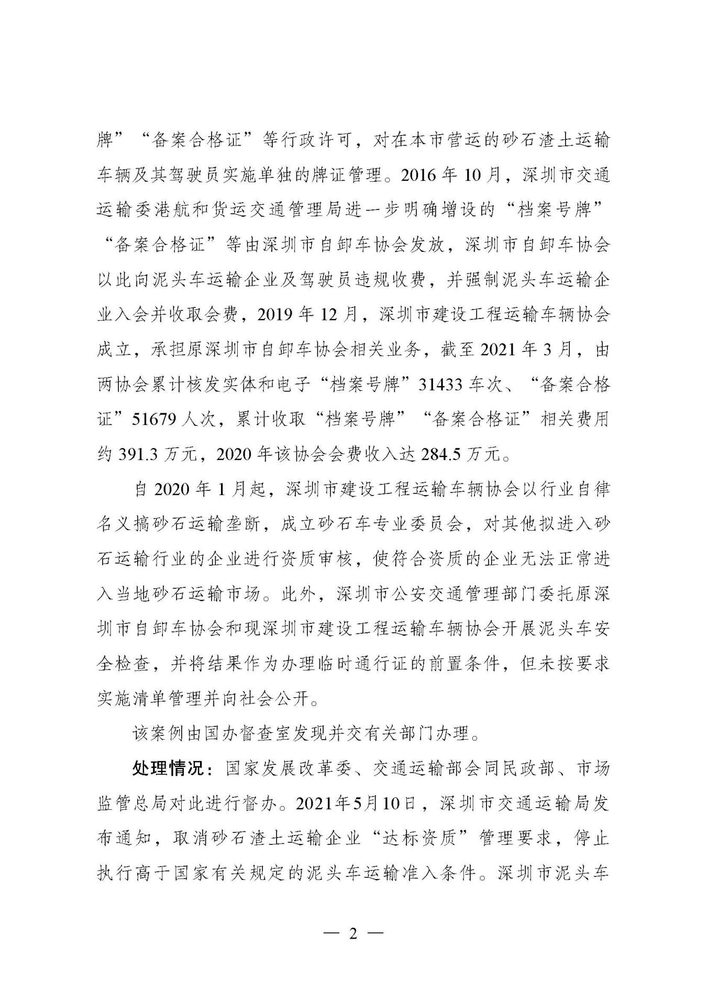 牌”“备案合格证”等行政许可，对在本市营运的砂石渣土运输
车辆及其驾驶员实施单独的牌证管理。2016 年 10 月，深圳市交通
运输委港航和货运交通管理局进一步明确增设的“档案号牌”
“备案合格证”等由深圳市自卸车协会发放，深圳市自卸车协会
以此向泥头车运输企业及驾驶员违规收费，并强制泥头车运输企
业入会并收取会费，2019 年 12 月，深圳市建设工程运输车辆协会
成立，承担原深圳市自卸车协会相关业务，截至 2021 年 3 月，由
两协会累计核发实体和电子“档案号牌”31433 车次、“备案合格
证”51679 人次，累计收取“档案号牌”“备案合格证”相关费用
约 391.3 万元，2020 年该协会会费收入达 284.5 万元。
自 2020 年 1 月起，深圳市建设工程运输车辆协会以行业自律
名义搞砂石运输垄断，成立砂石车专业委员会，对其他拟进入砂
石运输行业的企业进行资质审核，使符合资质的企业无法正常进
入当地砂石运输市场。此外，深圳市公安交通管理部门委托原深
圳市自卸车协会和现深圳市建设工程运输车辆协会开展泥头车安
全检查，并将结果作为办理临时通行证的前置条件，但未按要求
实施清单管理并向社会公开。
该案例由国办督查室发现并交有关部门办理。
处理情况：国家发展改革委、交通运输部会同民政部、市场
监管总局对此进行督办。2021年5月10日，深圳市交通运输局发
布通知，取消砂石渣土运输企业“达标资质”管理要求，停止
执行高于国家有关规定的泥头车运输准入条件。深圳市泥头车
— 2 —